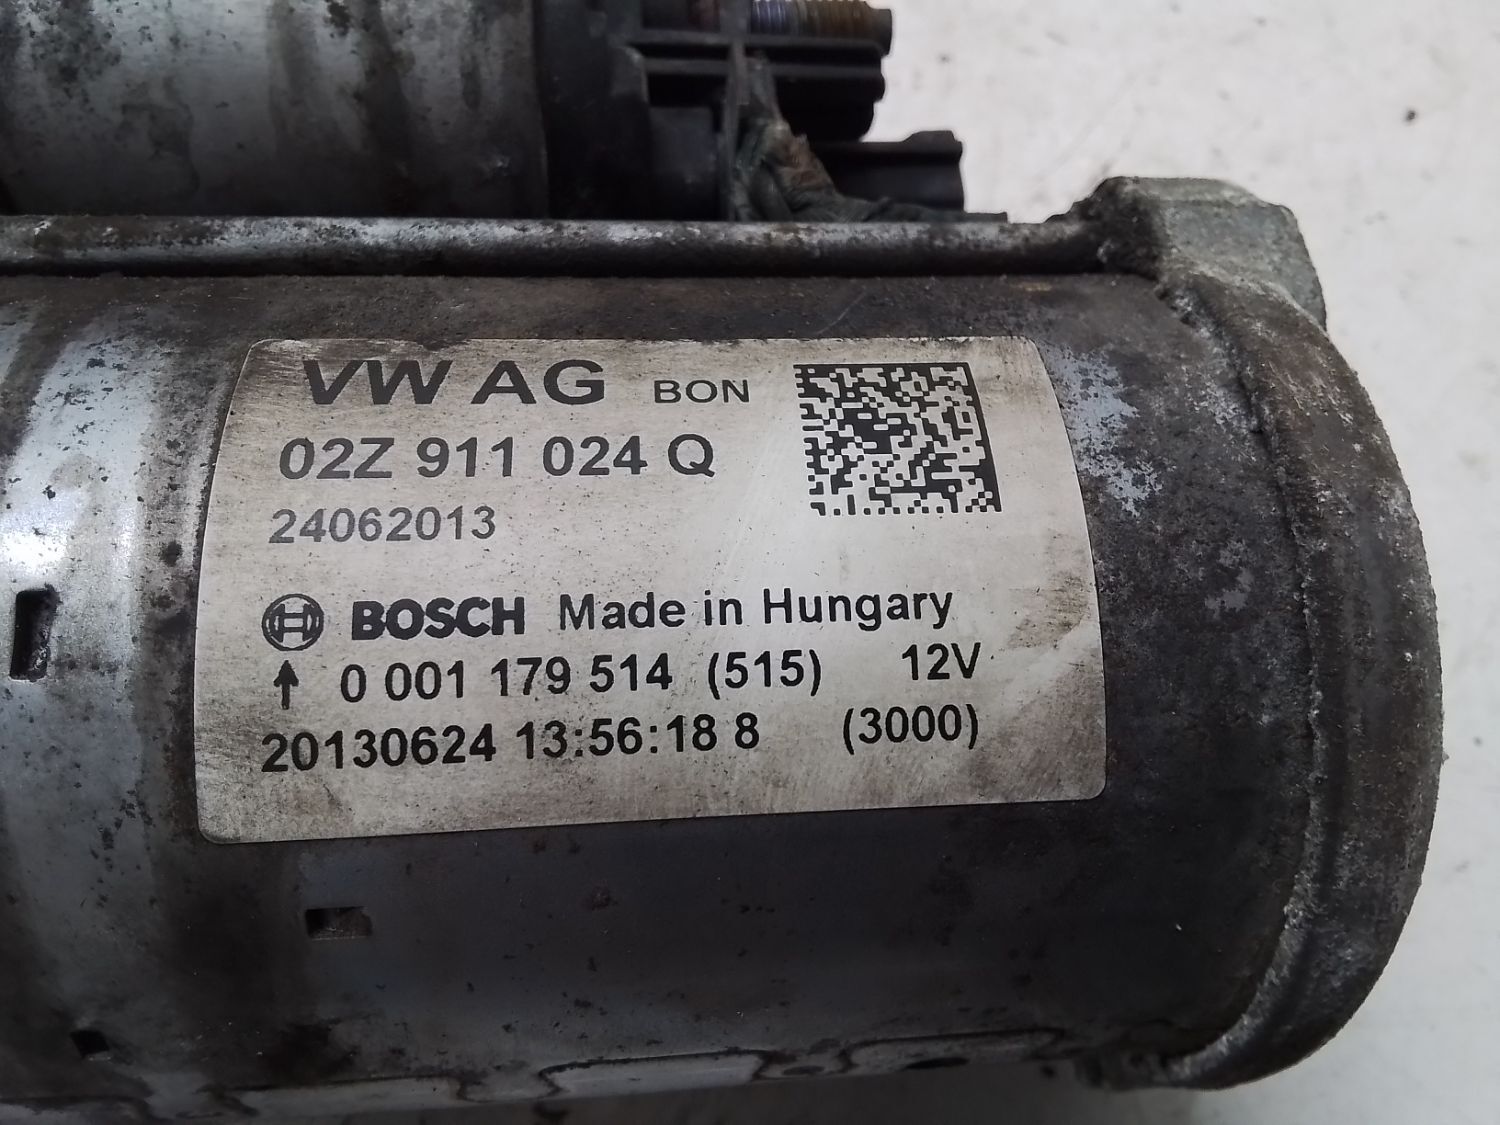 VW AG BON
02Z 911 024 Q
24062013
BOSCH Made in Hungary
0 001 179 514 (515) 12V
20130624 13:56:18 8 (3000)